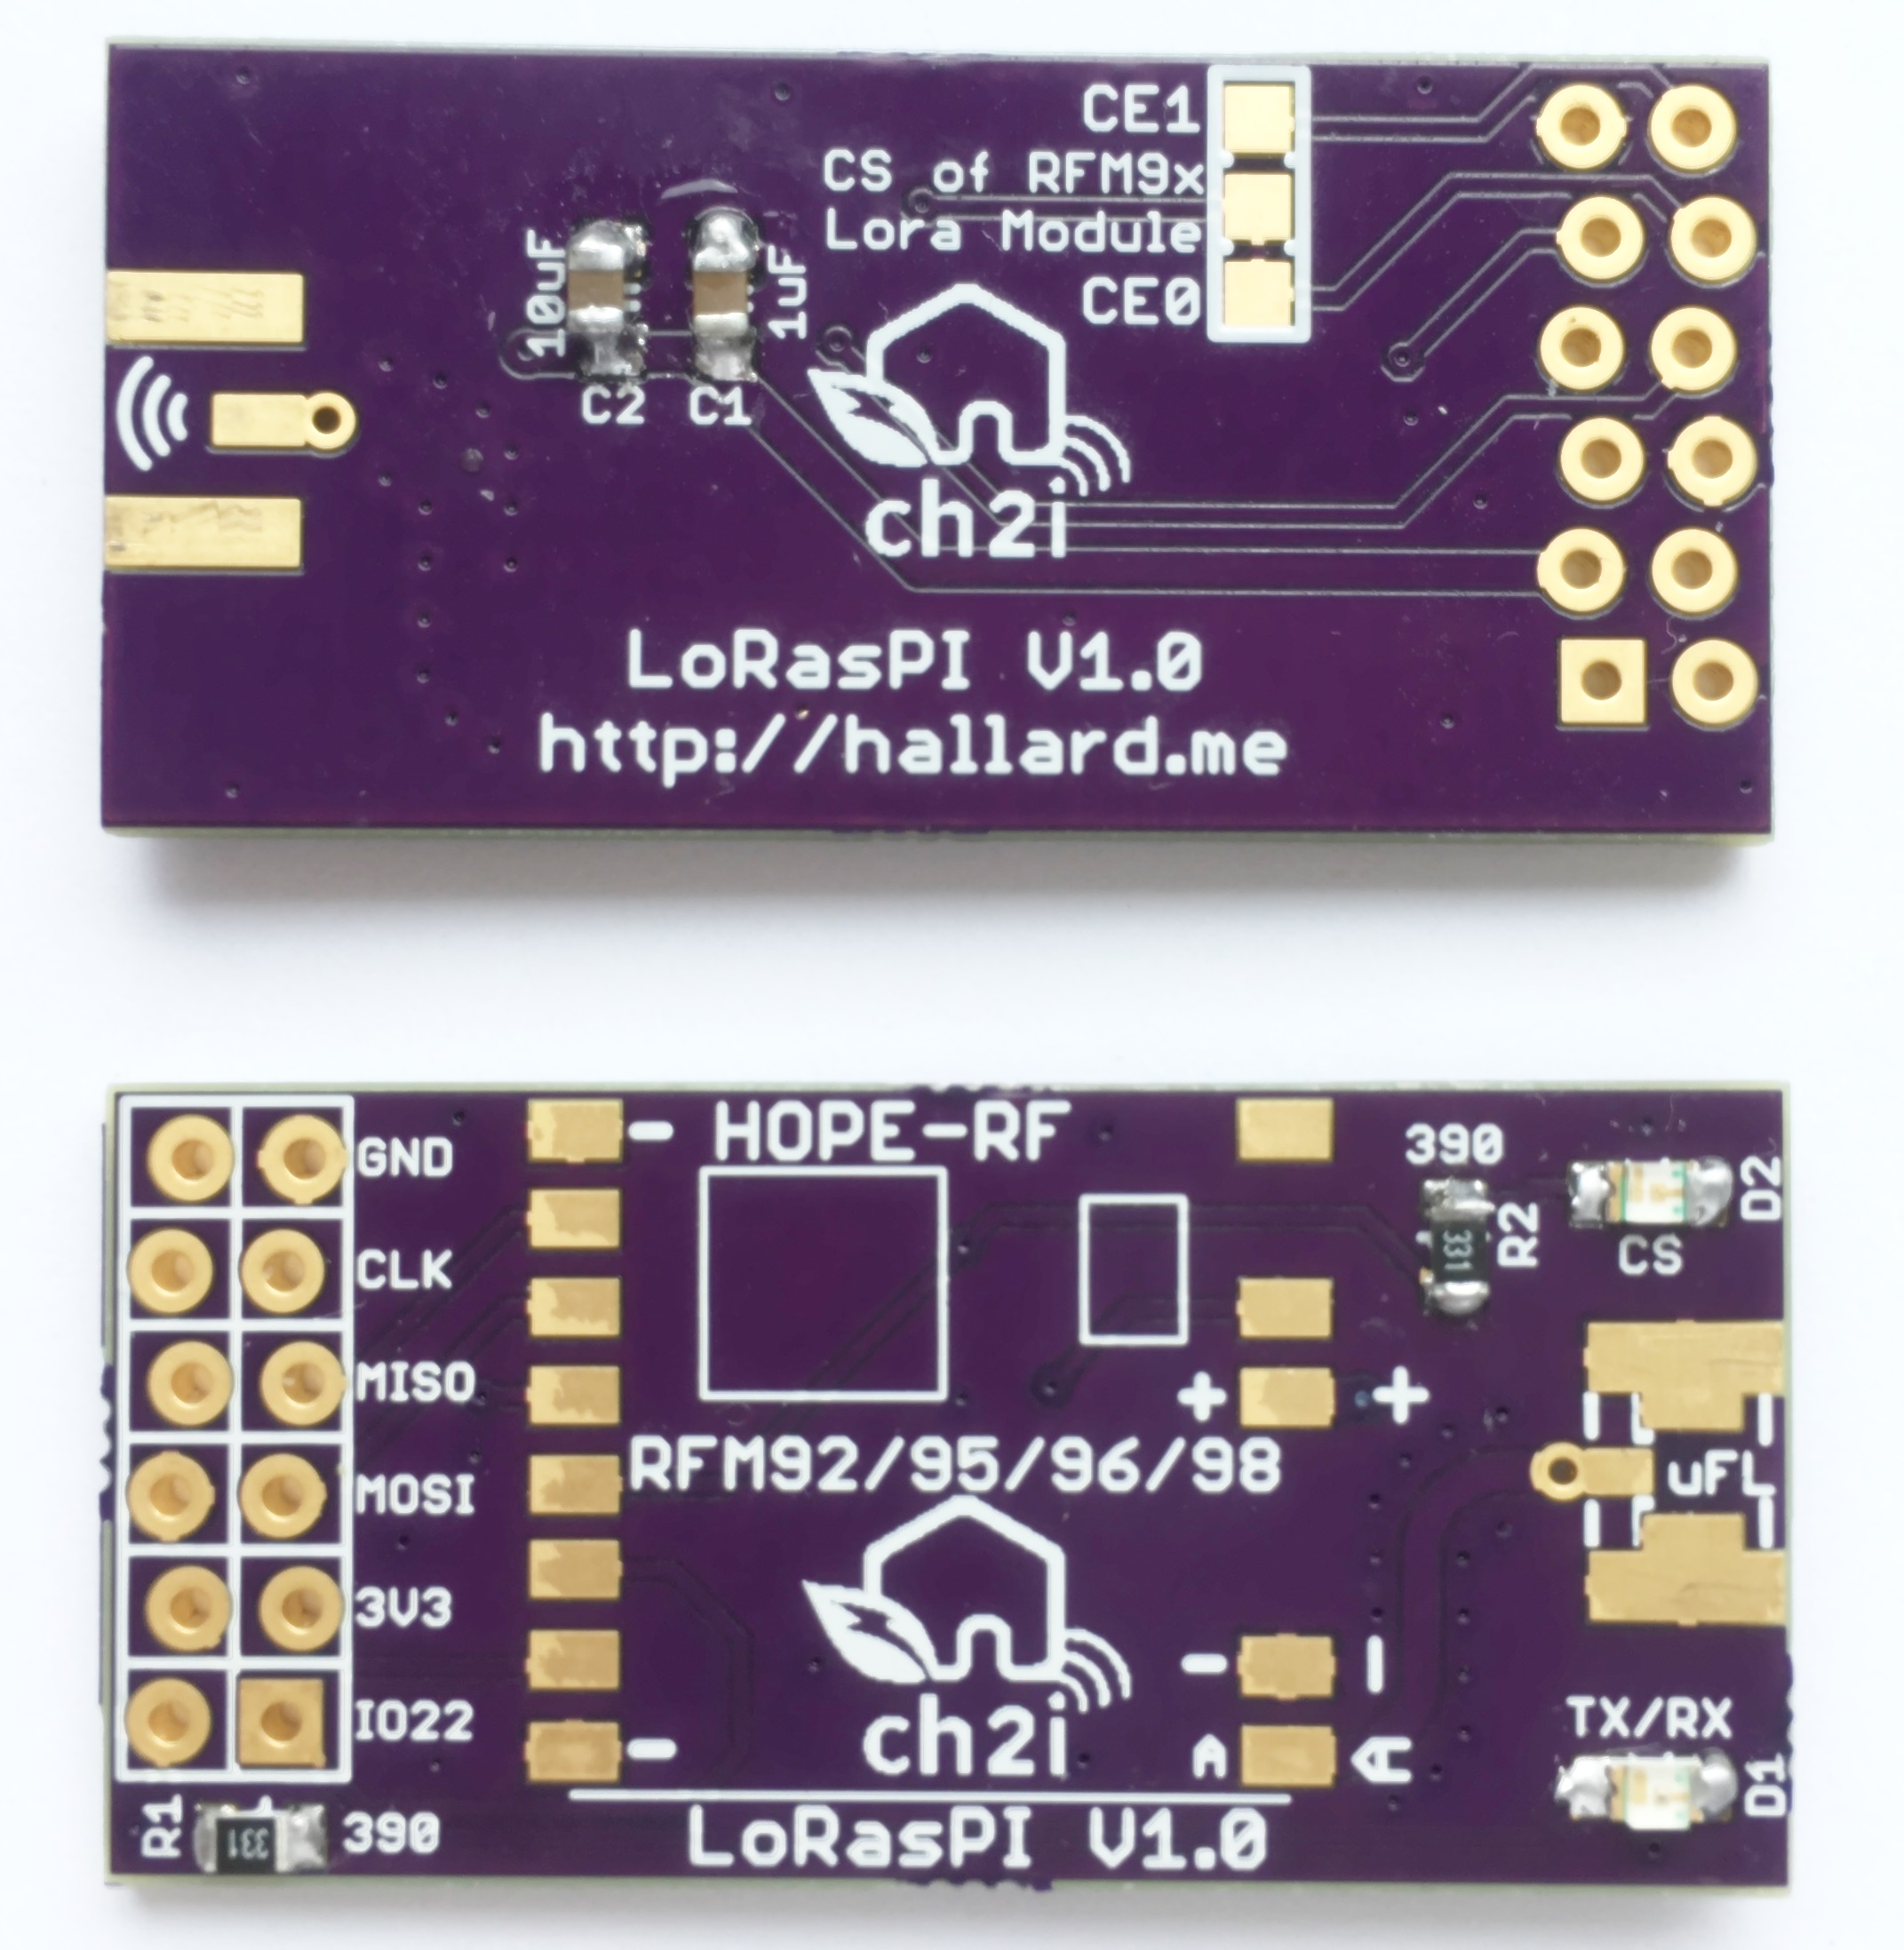 CE1
CS of RFM9x
Lora Module
CE0
10uF
1uF
C2
C1
ch2i
LoRasPI V1.0
http://hallard.me
GND
CLK
MISO
MOSI
3V3
IO22
R1
331
390
- HOPE-RF
390
331
R2
D2
CS
+ +
RFM92/95/96/98
uFL
ch2i
- -
- A A
TX/RX
D1
LoRasPI V1.0